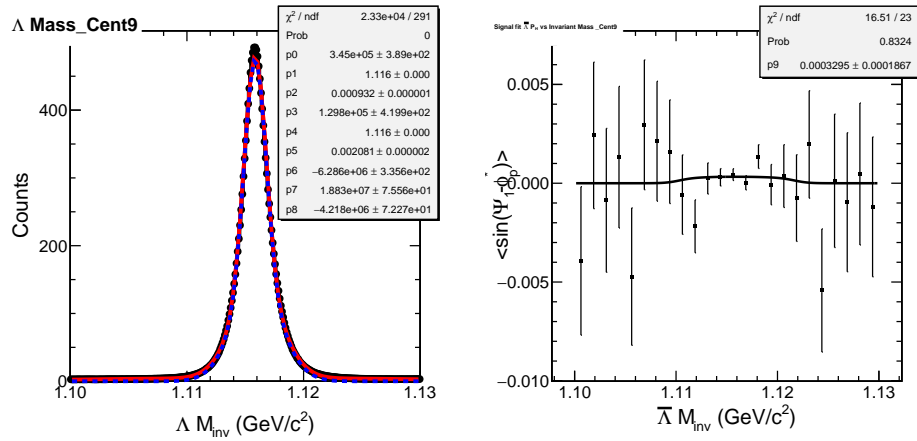 Λ Mass_Cent9
χ² / ndf 2.33e+04 / 291
Prob 0
p0 3.45e+05 ± 3.89e+02
p1 1.116 ± 0.000
p2 0.000932 ± 0.000001
p3 1.298e+05 ± 4.199e+02
p4 1.116 ± 0.000
p5 0.002081 ± 0.000002
p6 −6.286e+06 ± 3.356e+02
p7 1.883e+07 ± 7.556e+01
p8 −4.218e+06 ± 7.227e+01
Counts
400
200
0
1.10
1.11
1.12
1.13
Λ M_inv (GeV/c²)
Signal fit Λ̅ P_H vs Invariant Mass _Cent9
χ² / ndf 16.51 / 23
Prob 0.8324
p9 0.0003295 ± 0.0001867
<sin(Ψ₁-ϕ*ₚ)>
0.005
0.000
−0.005
−0.010
1.10
1.11
1.12
1.13
Λ̅ M_inv (GeV/c²)